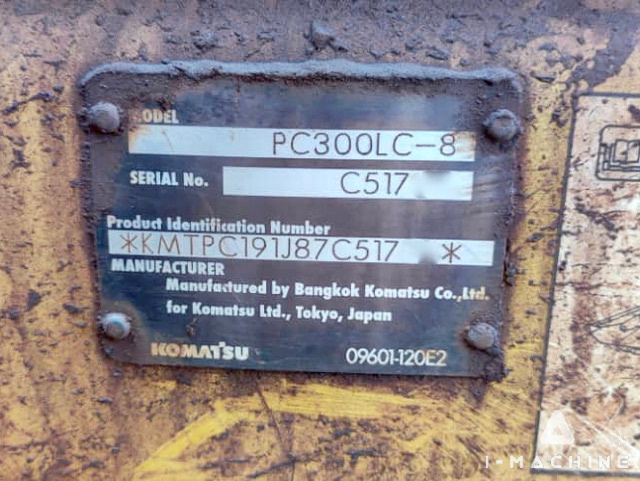 MODEL
PC300LC-8
SERIAL No. C517
Product Identification Number
*KMTPC191J87C517 *
MANUFACTURER
Manufactured by Bangkok Komatsu Co.,Ltd.
for Komatsu Ltd., Tokyo, Japan
KOMATSU 09601-120E2
I-MACHINE